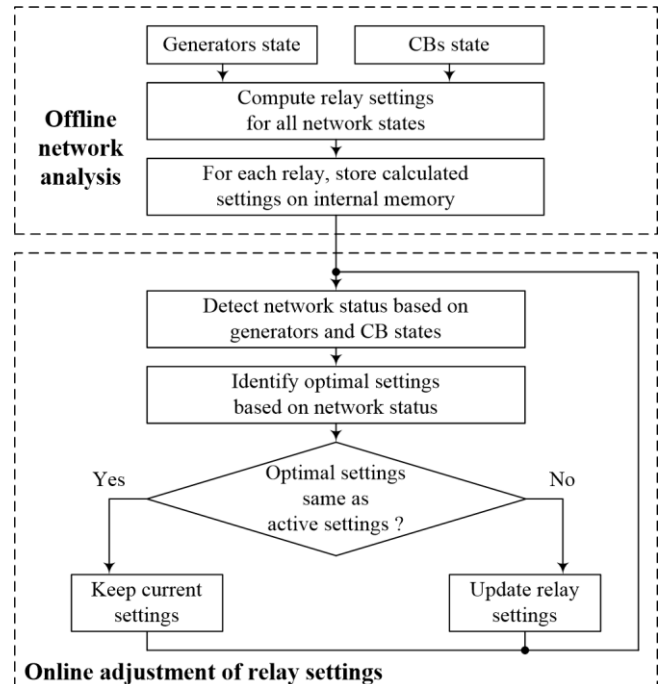 Generators state
CBs state
Compute relay settings
for all network states
Offline
network
analysis
For each relay, store calculated
settings on internal memory
Detect network status based on
generators and CB states
Identify optimal settings
based on network status
Yes
Optimal settings
same as
active settings ?
No
Keep current
settings
Update relay
settings
Online adjustment of relay settings